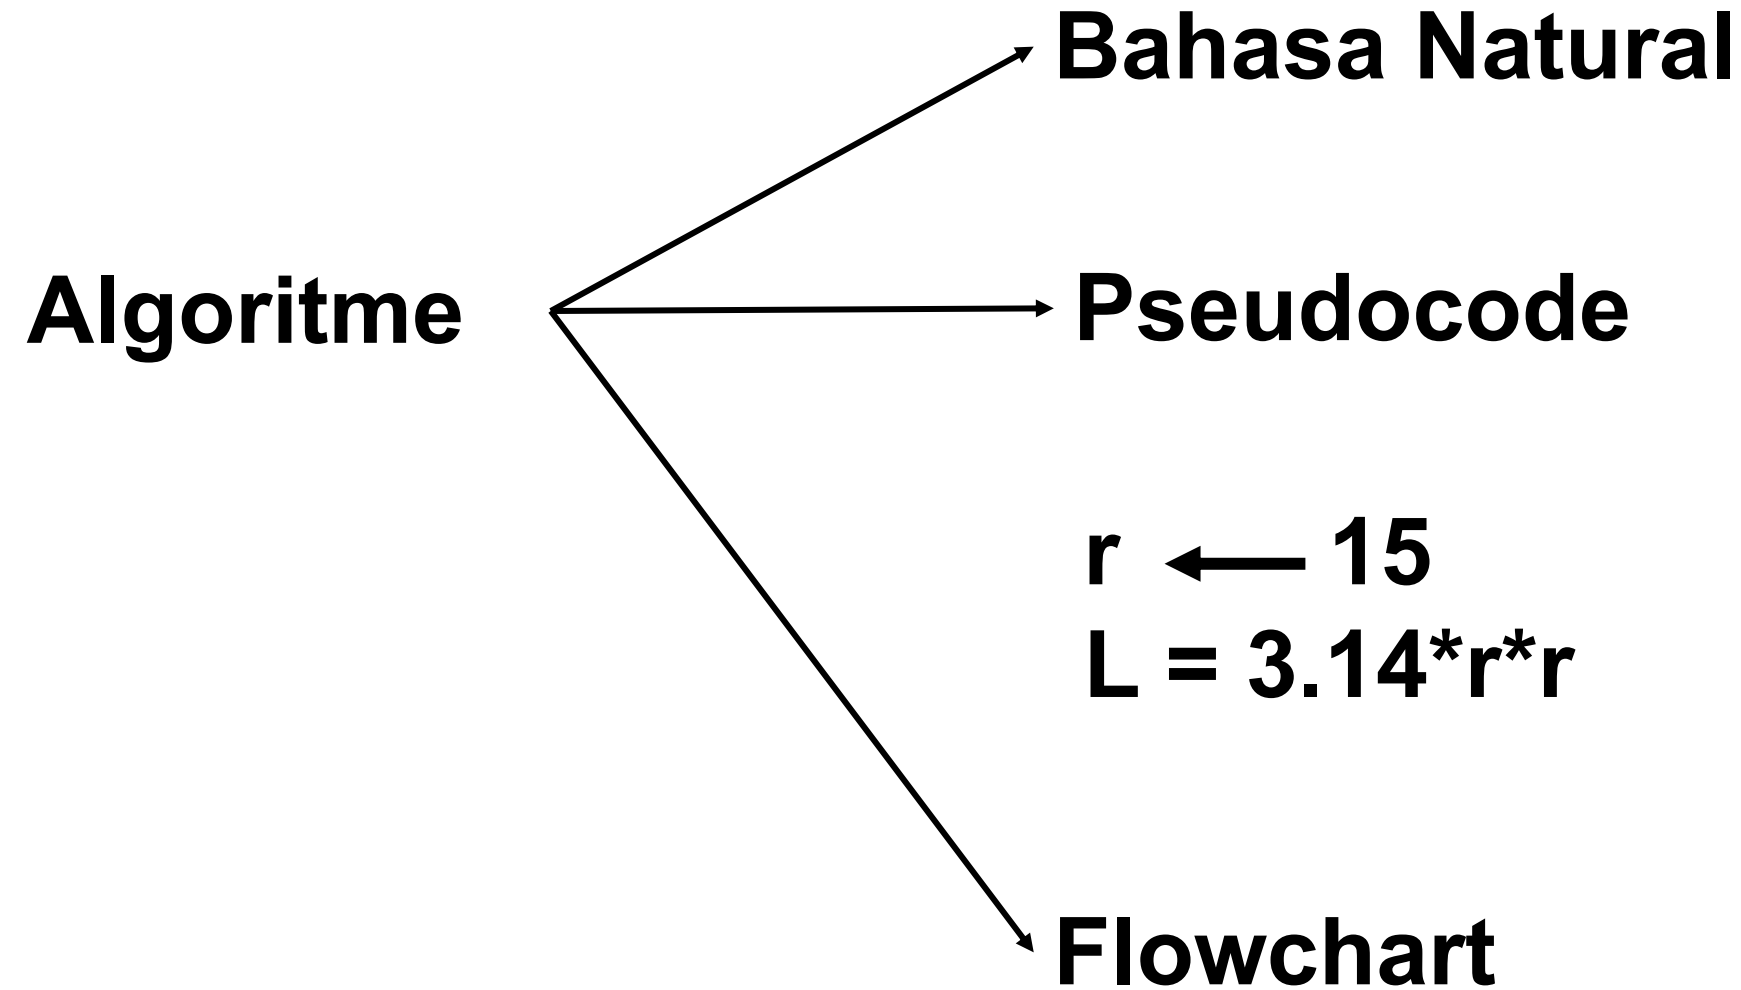 Bahasa Natural
Algoritme
Pseudocode
r ← 15
L = 3.14*r*r
Flowchart